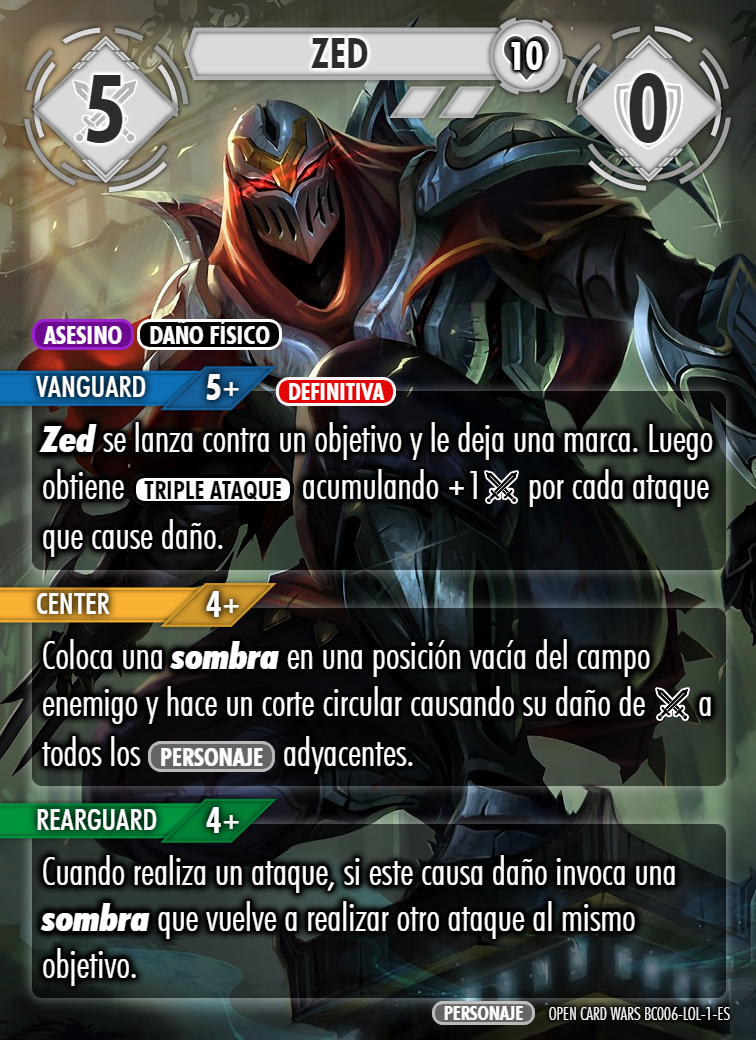 ZED
10
5
0
ASESINO DAÑO FÍSICO
VANGUARD 5+ DEFINITIVA
Zed se lanza contra un objetivo y le deja una marca. Luego
obtiene TRIPLE ATAQUE acumulando +1 por cada ataque
que cause daño.
CENTER 4+
Coloca una sombra en una posición vacía del campo
enemigo y hace un corte circular causando su daño de a
todos los PERSONAJE adyacentes.
REARGUARD 4+
Cuando realiza un ataque, si este causa daño invoca una
sombra que vuelve a realizar otro ataque al mismo
objetivo.
PERSONAJE OPEN CARD WARS BC006-LOL-1-ES